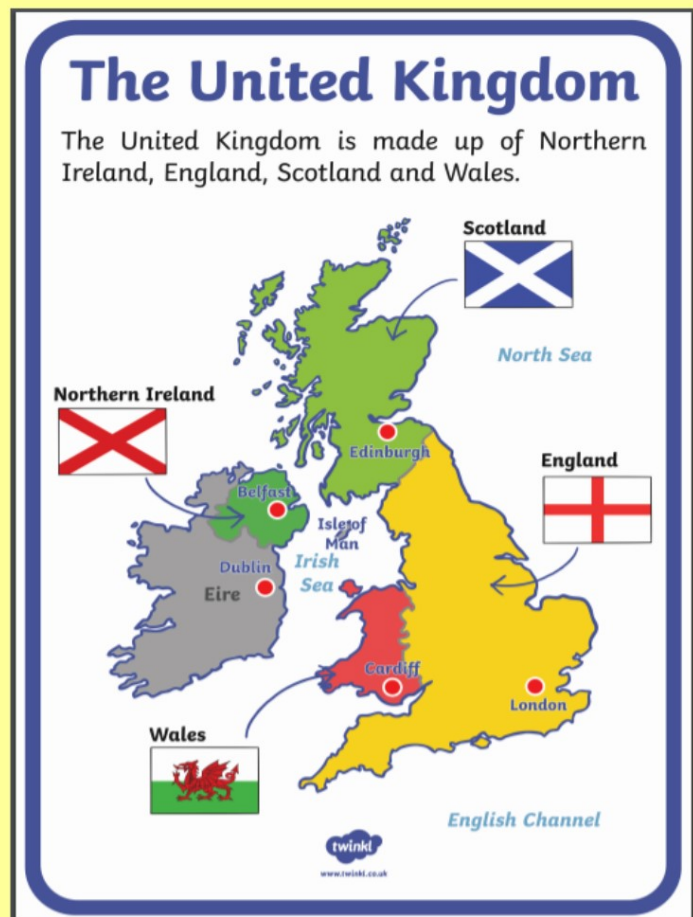 The United Kingdom
The United Kingdom is made up of Northern
Ireland, England, Scotland and Wales.
Scotland
North Sea
Northern Ireland
Edinburgh
England
Belfast
Isle of
Man
Irish
Sea
Dublin
Eire
Cardiff
London
Wales
English Channel
twinkl
www.twinkl.co.uk